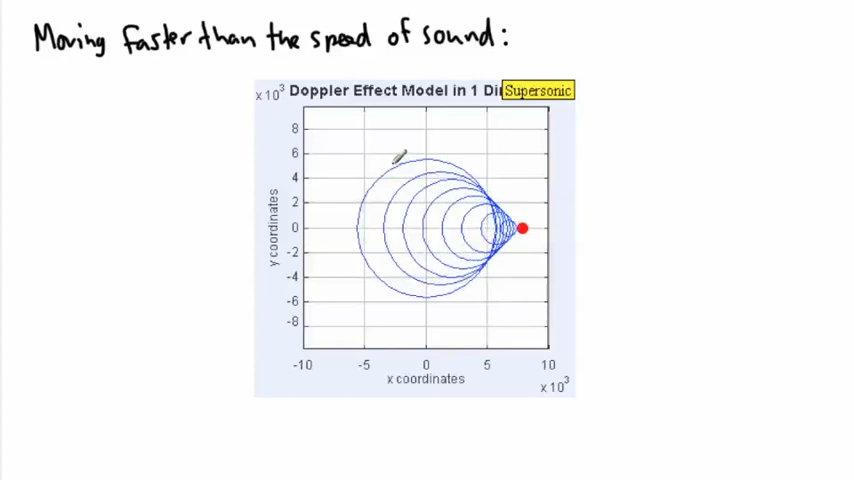 Moving faster than the speed of sound:
x 10³ Doppler Effect Model in 1 Di
Supersonic
8
6
4
2
0
-2
-4
-6
-8
y coordinates
-10 -5 0 5 10
x coordinates
x 10³